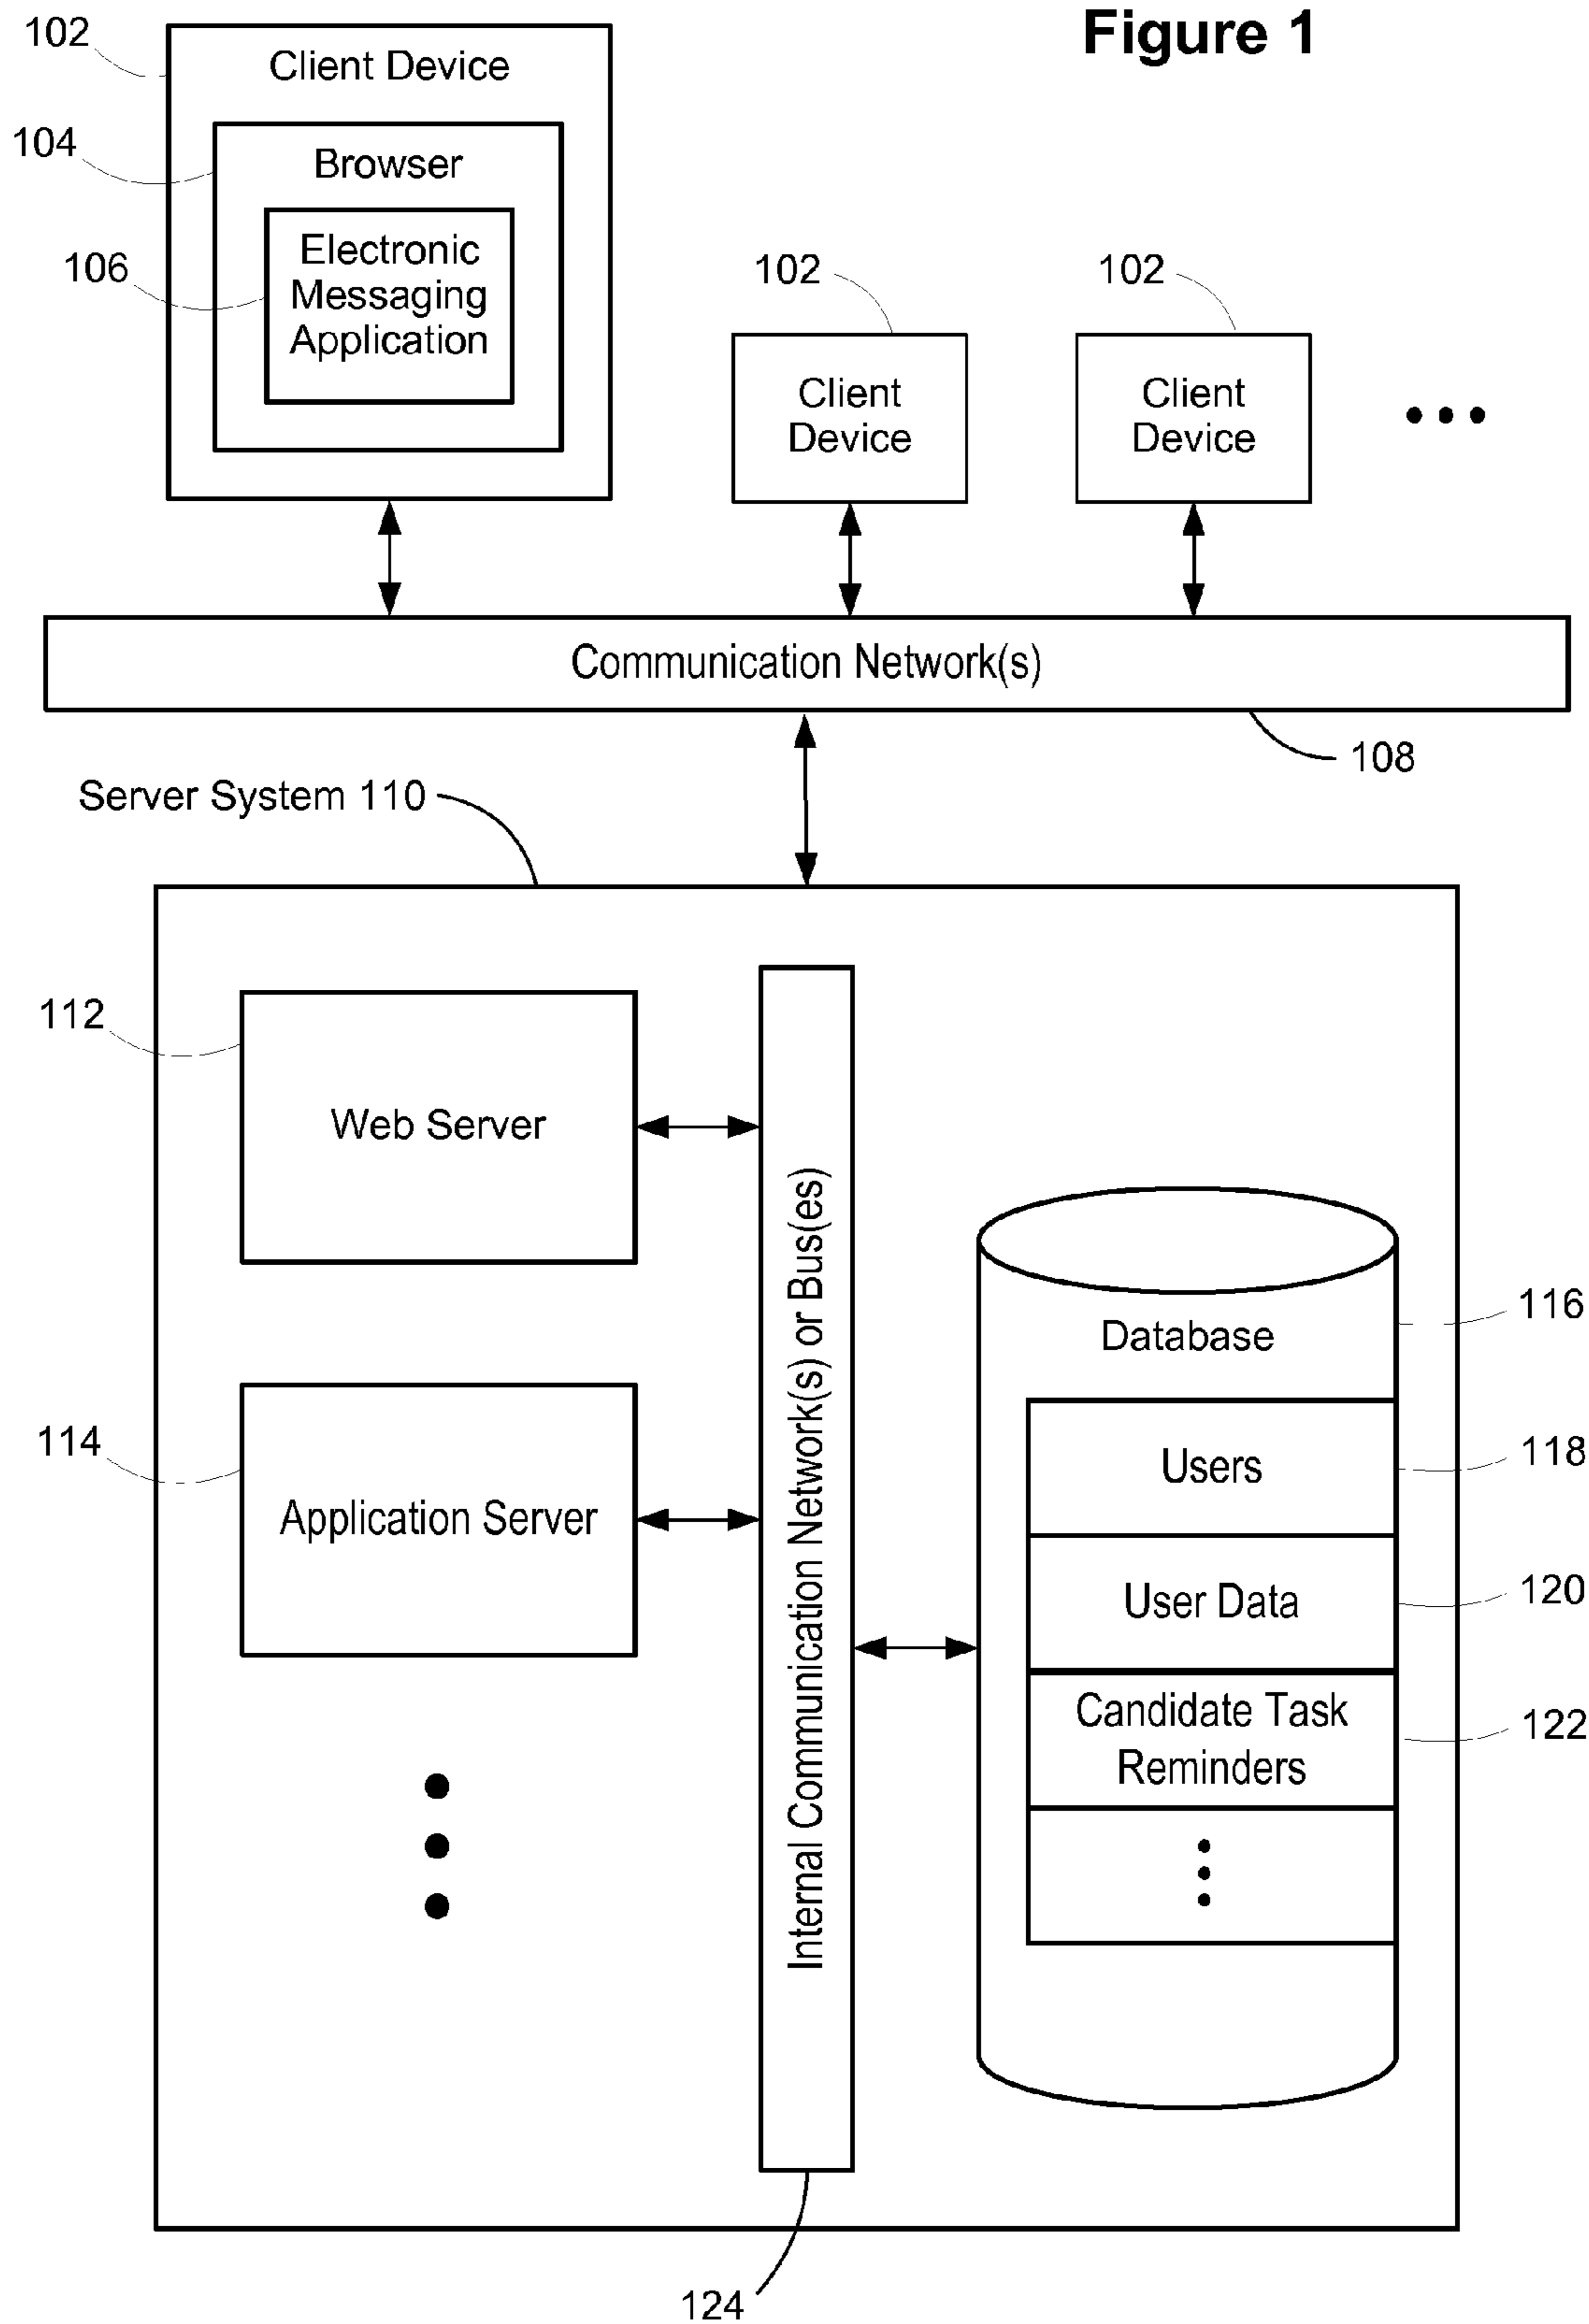 Figure 1
102
Client Device
104
Browser
106
Electronic
Messaging
Application
102
Client
Device
102
Client
Device
Communication Network(s)
108
Server System 110
112
Web Server
114
Application Server
Internal Communication Network(s) or Bus(es)
Database
116
Users
118
User Data
120
Candidate Task
Reminders
122
124